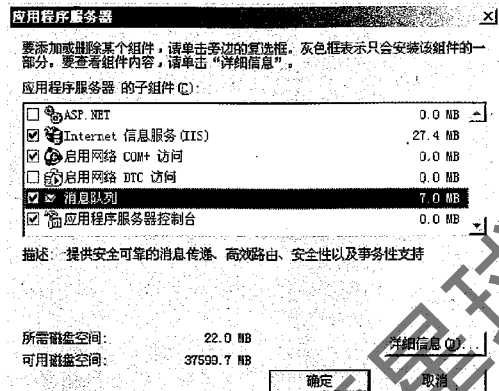 应用程序服务器
要添加或删除某个组件，请单击旁边的复选框。灰色框表示只会安装该组件的一
部分。要查看组件内容，请单击“详细信息”。
应用程序服务器 的子组件(C):
ASP.NET 0.0 MB
Internet 信息服务(IIS) 27.4 MB
启用网络 COM+ 访问 0.0 MB
启用网络 DTC 访问 0.0 MB
消息队列 7.0 MB
应用程序服务器控制台 0.0 MB
描述: 提供安全可靠的消息传递、高效路由、安全性以及事务性支持
所需磁盘空间: 22.0 MB
详细信息(D)...
可用磁盘空间: 37599.7 MB
确定 取消